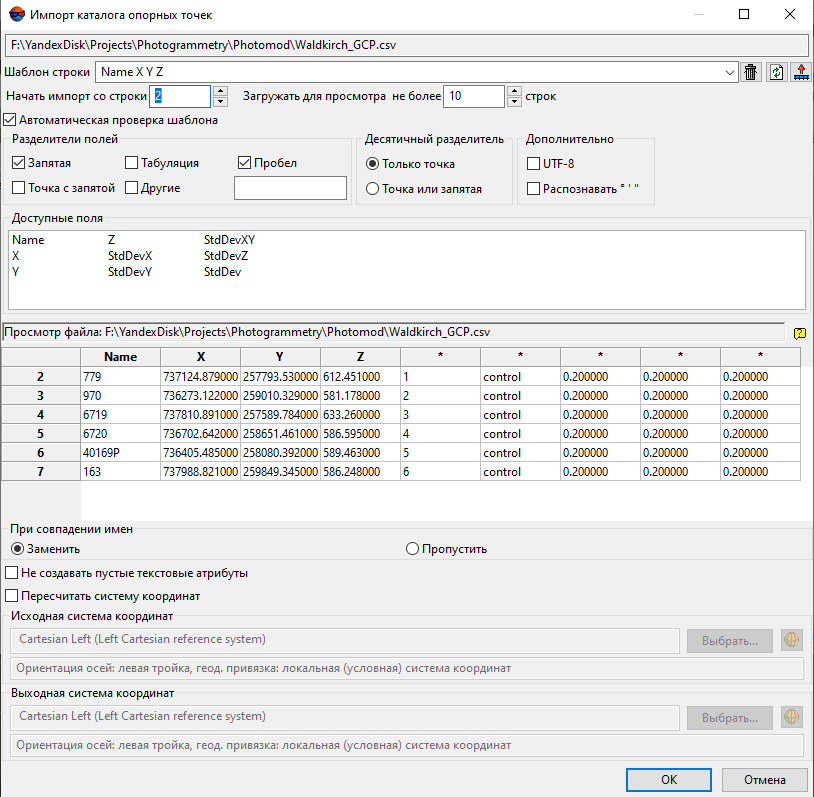 Импорт каталога опорных точек
F:\YandexDisk\Projects\Photogrammetry\Photomod\Waldkirch_GCP.csv
Шаблон строки Name X Y Z
Начать импорт со строки 2 Загружать для просмотра не более 10 строк
Автоматическая проверка шаблона
Разделители полей Десятичный разделитель Дополнительно
Запятая Табуляция Пробел Только точка UTF-8
Точка с запятой Другие Точка или запятая Распознавать ° ' "
Доступные поля
Name Z StdDevXY
X StdDevX StdDevZ
Y StdDevY StdDev
Просмотр файла: F:\YandexDisk\Projects\Photogrammetry\Photomod\Waldkirch_GCP.csv
Name X Y Z * * * * *
2 779 737124.879000 257793.530000 612.451000 1 control 0.200000 0.200000 0.200000
3 970 736273.122000 259010.329000 581.178000 2 control 0.200000 0.200000 0.200000
4 6719 737810.891000 257589.784000 633.260000 3 control 0.200000 0.200000 0.200000
5 6720 736702.642000 258651.461000 586.595000 4 control 0.200000 0.200000 0.200000
6 40169P 736405.485000 258080.392000 589.463000 5 control 0.200000 0.200000 0.200000
7 163 737988.821000 259849.345000 586.248000 6 control 0.200000 0.200000 0.200000
При совпадении имен
Заменить Пропустить
Не создавать пустые текстовые атрибуты
Пересчитать систему координат
Исходная система координат
Cartesian Left (Left Cartesian reference system) Выбрать...
Ориентация осей: левая тройка, геод. привязка: локальная (условная) система координат
Выходная система координат
Cartesian Left (Left Cartesian reference system) Выбрать...
Ориентация осей: левая тройка, геод. привязка: локальная (условная) система координат
OK Отмена